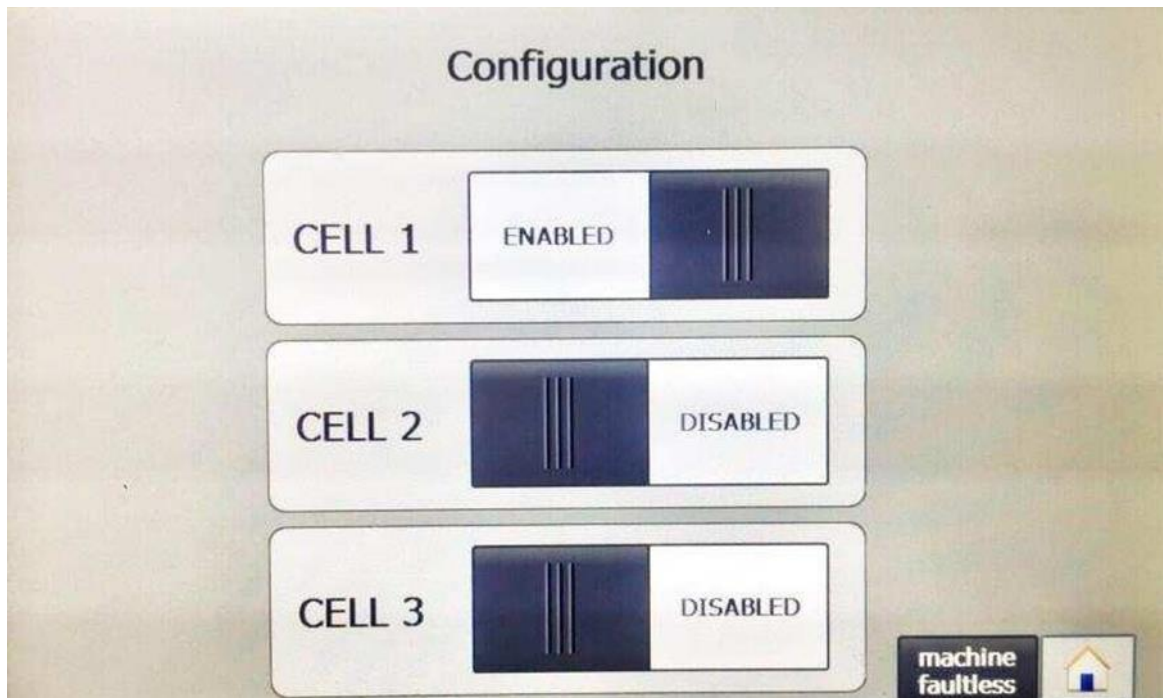 Configuration
CELL 1 ENABLED
CELL 2 DISABLED
CELL 3 DISABLED
machine
faultless